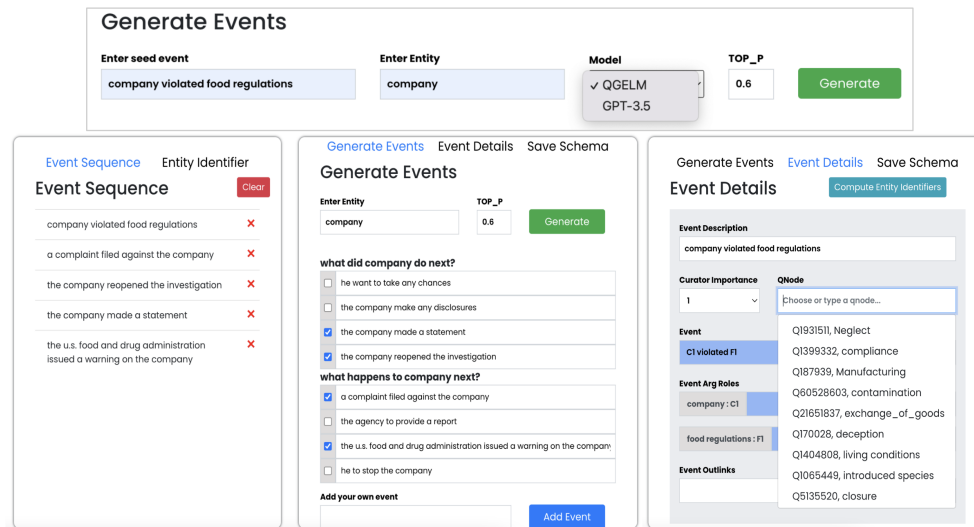 Generate Events
Enter seed event
Enter Entity
Model
TOP_P
company violated food regulations
company
✓ QGELM
GPT-3.5
0.6
Generate
Event Sequence Entity Identifier
Event Sequence
Clear
company violated food regulations
a complaint filed against the company
the company reopened the investigation
the company made a statement
the u.s. food and drug administration
issued a warning on the company
Generate Events Event Details Save Schema
Generate Events
Enter Entity
TOP_P
company
0.6
Generate
what did company do next?
he want to take any chances
the company make any disclosures
the company made a statement
the company reopened the investigation
what happens to company next?
a complaint filed against the company
the agency to provide a report
the u.s. food and drug administration issued a warning on the company
he to stop the company
Add your own event
Add Event
Generate Events Event Details Save Schema
Event Details
Compute Entity Identifiers
Event Description
company violated food regulations
Curator Importance
QNode
1
Choose or type a qnode...
Q1931511, Neglect
Q1399332, compliance
Q187939, Manufacturing
Q60528603, contamination
Q21651837, exchange_of_goods
Q170028, deception
Q1404808, living conditions
Q1065449, introduced species
Q5135520, closure
Event
C1 violated F1
Event Arg Roles
company : C1
food regulations : F1
Event Outlinks